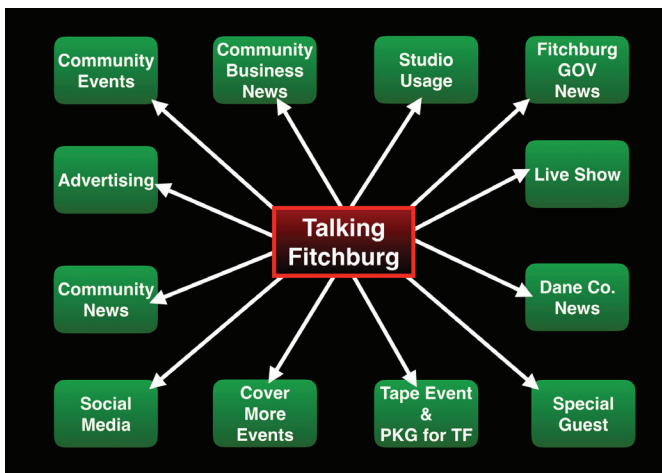 Community
Events
Community
Business
News
Studio
Usage
Fitchburg
GOV
News
Advertising
Live Show
Talking
Fitchburg
Community
News
Dane Co.
News
Social
Media
Cover
More
Events
Tape Event
&
PKG for TF
Special
Guest